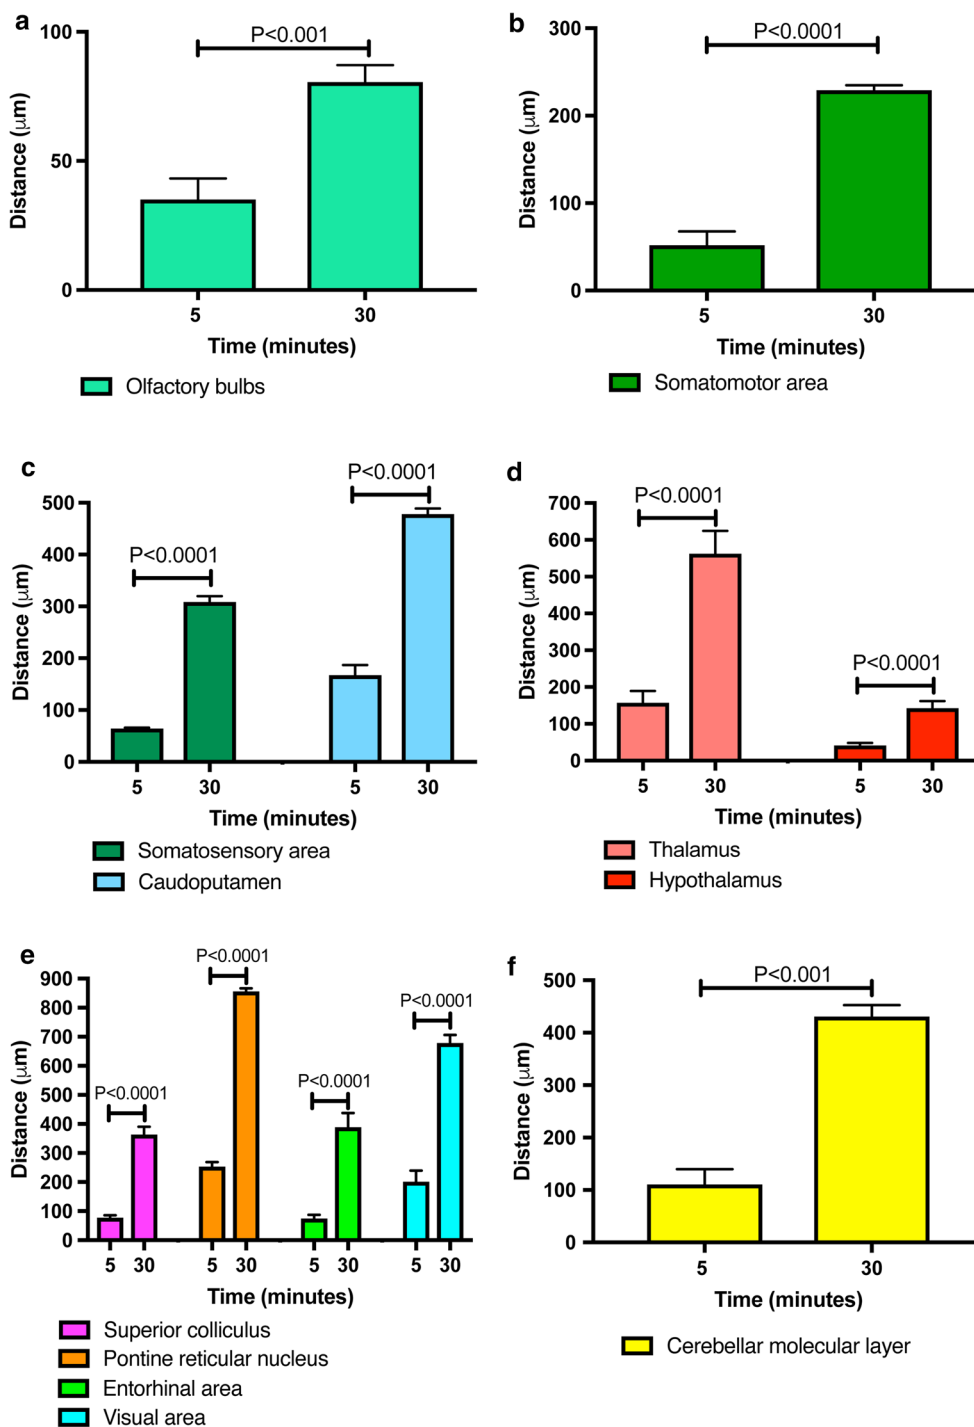 a
P<0.001
100
50
0
Distance (μm)
5
30
Time (minutes)
Olfactory bulbs
b
P<0.0001
300
200
100
0
Distance (μm)
5
30
Time (minutes)
Somatomotor area
c
P<0.0001
P<0.0001
500
400
300
200
100
0
Distance (μm)
5
30
5
30
Time (minutes)
Somatosensory area
Caudoputamen
d
P<0.0001
P<0.0001
700
600
500
400
300
200
100
0
Distance (μm)
5
30
5
30
Time (minutes)
Thalamus
Hypothalamus
e
P<0.0001
P<0.0001
P<0.0001
P<0.0001
900
800
700
600
500
400
300
200
100
0
Distance (μm)
5
30
5
30
5
30
5
30
Time (minutes)
Superior colliculus
Pontine reticular nucleus
Entorhinal area
Visual area
f
P<0.001
500
400
300
200
100
0
Distance (μm)
5
30
Time (minutes)
Cerebellar molecular layer